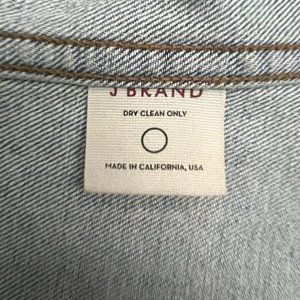 J BRAND
DRY CLEAN ONLY
MADE IN CALIFORNIA, USA